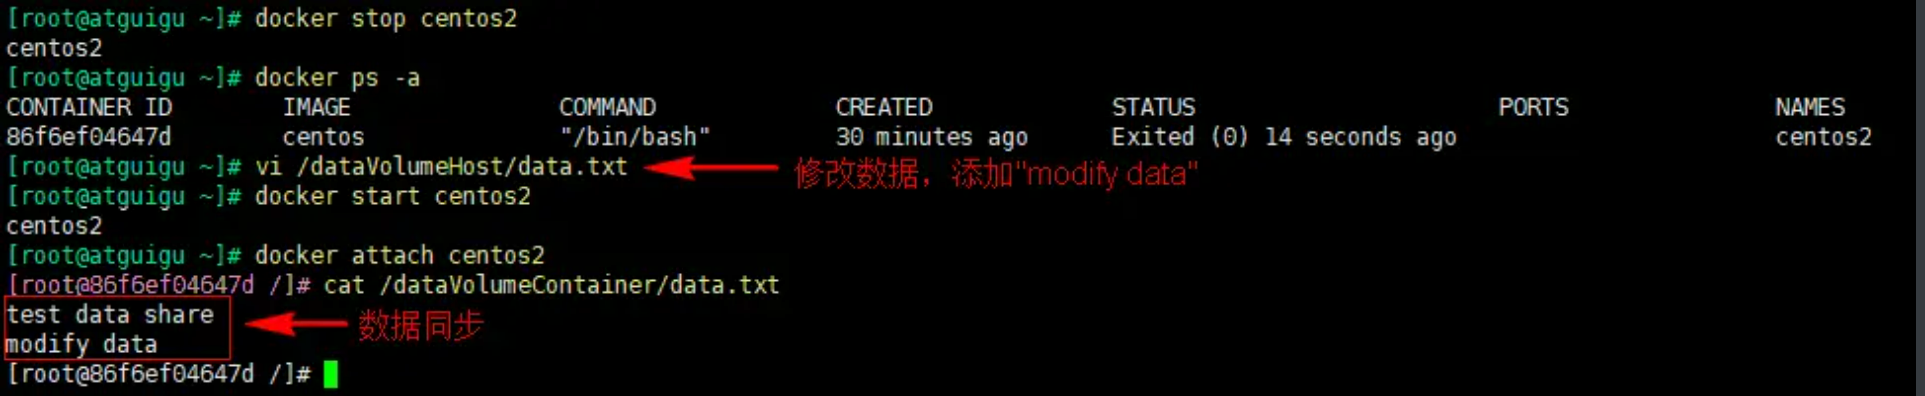 [root@atguigu ~]# docker stop centos2
centos2
[root@atguigu ~]# docker ps -a
CONTAINER ID IMAGE COMMAND CREATED STATUS PORTS NAMES
86f6ef04647d centos "/bin/bash" 30 minutes ago Exited (0) 14 seconds ago centos2
[root@atguigu ~]# vi /dataVolumeHost/data.txt 修改数据，添加"modify data"
[root@atguigu ~]# docker start centos2
centos2
[root@atguigu ~]# docker attach centos2
[root@86f6ef04647d /]# cat /dataVolumeContainer/data.txt
test data share
数据同步
modify data
[root@86f6ef04647d /]#